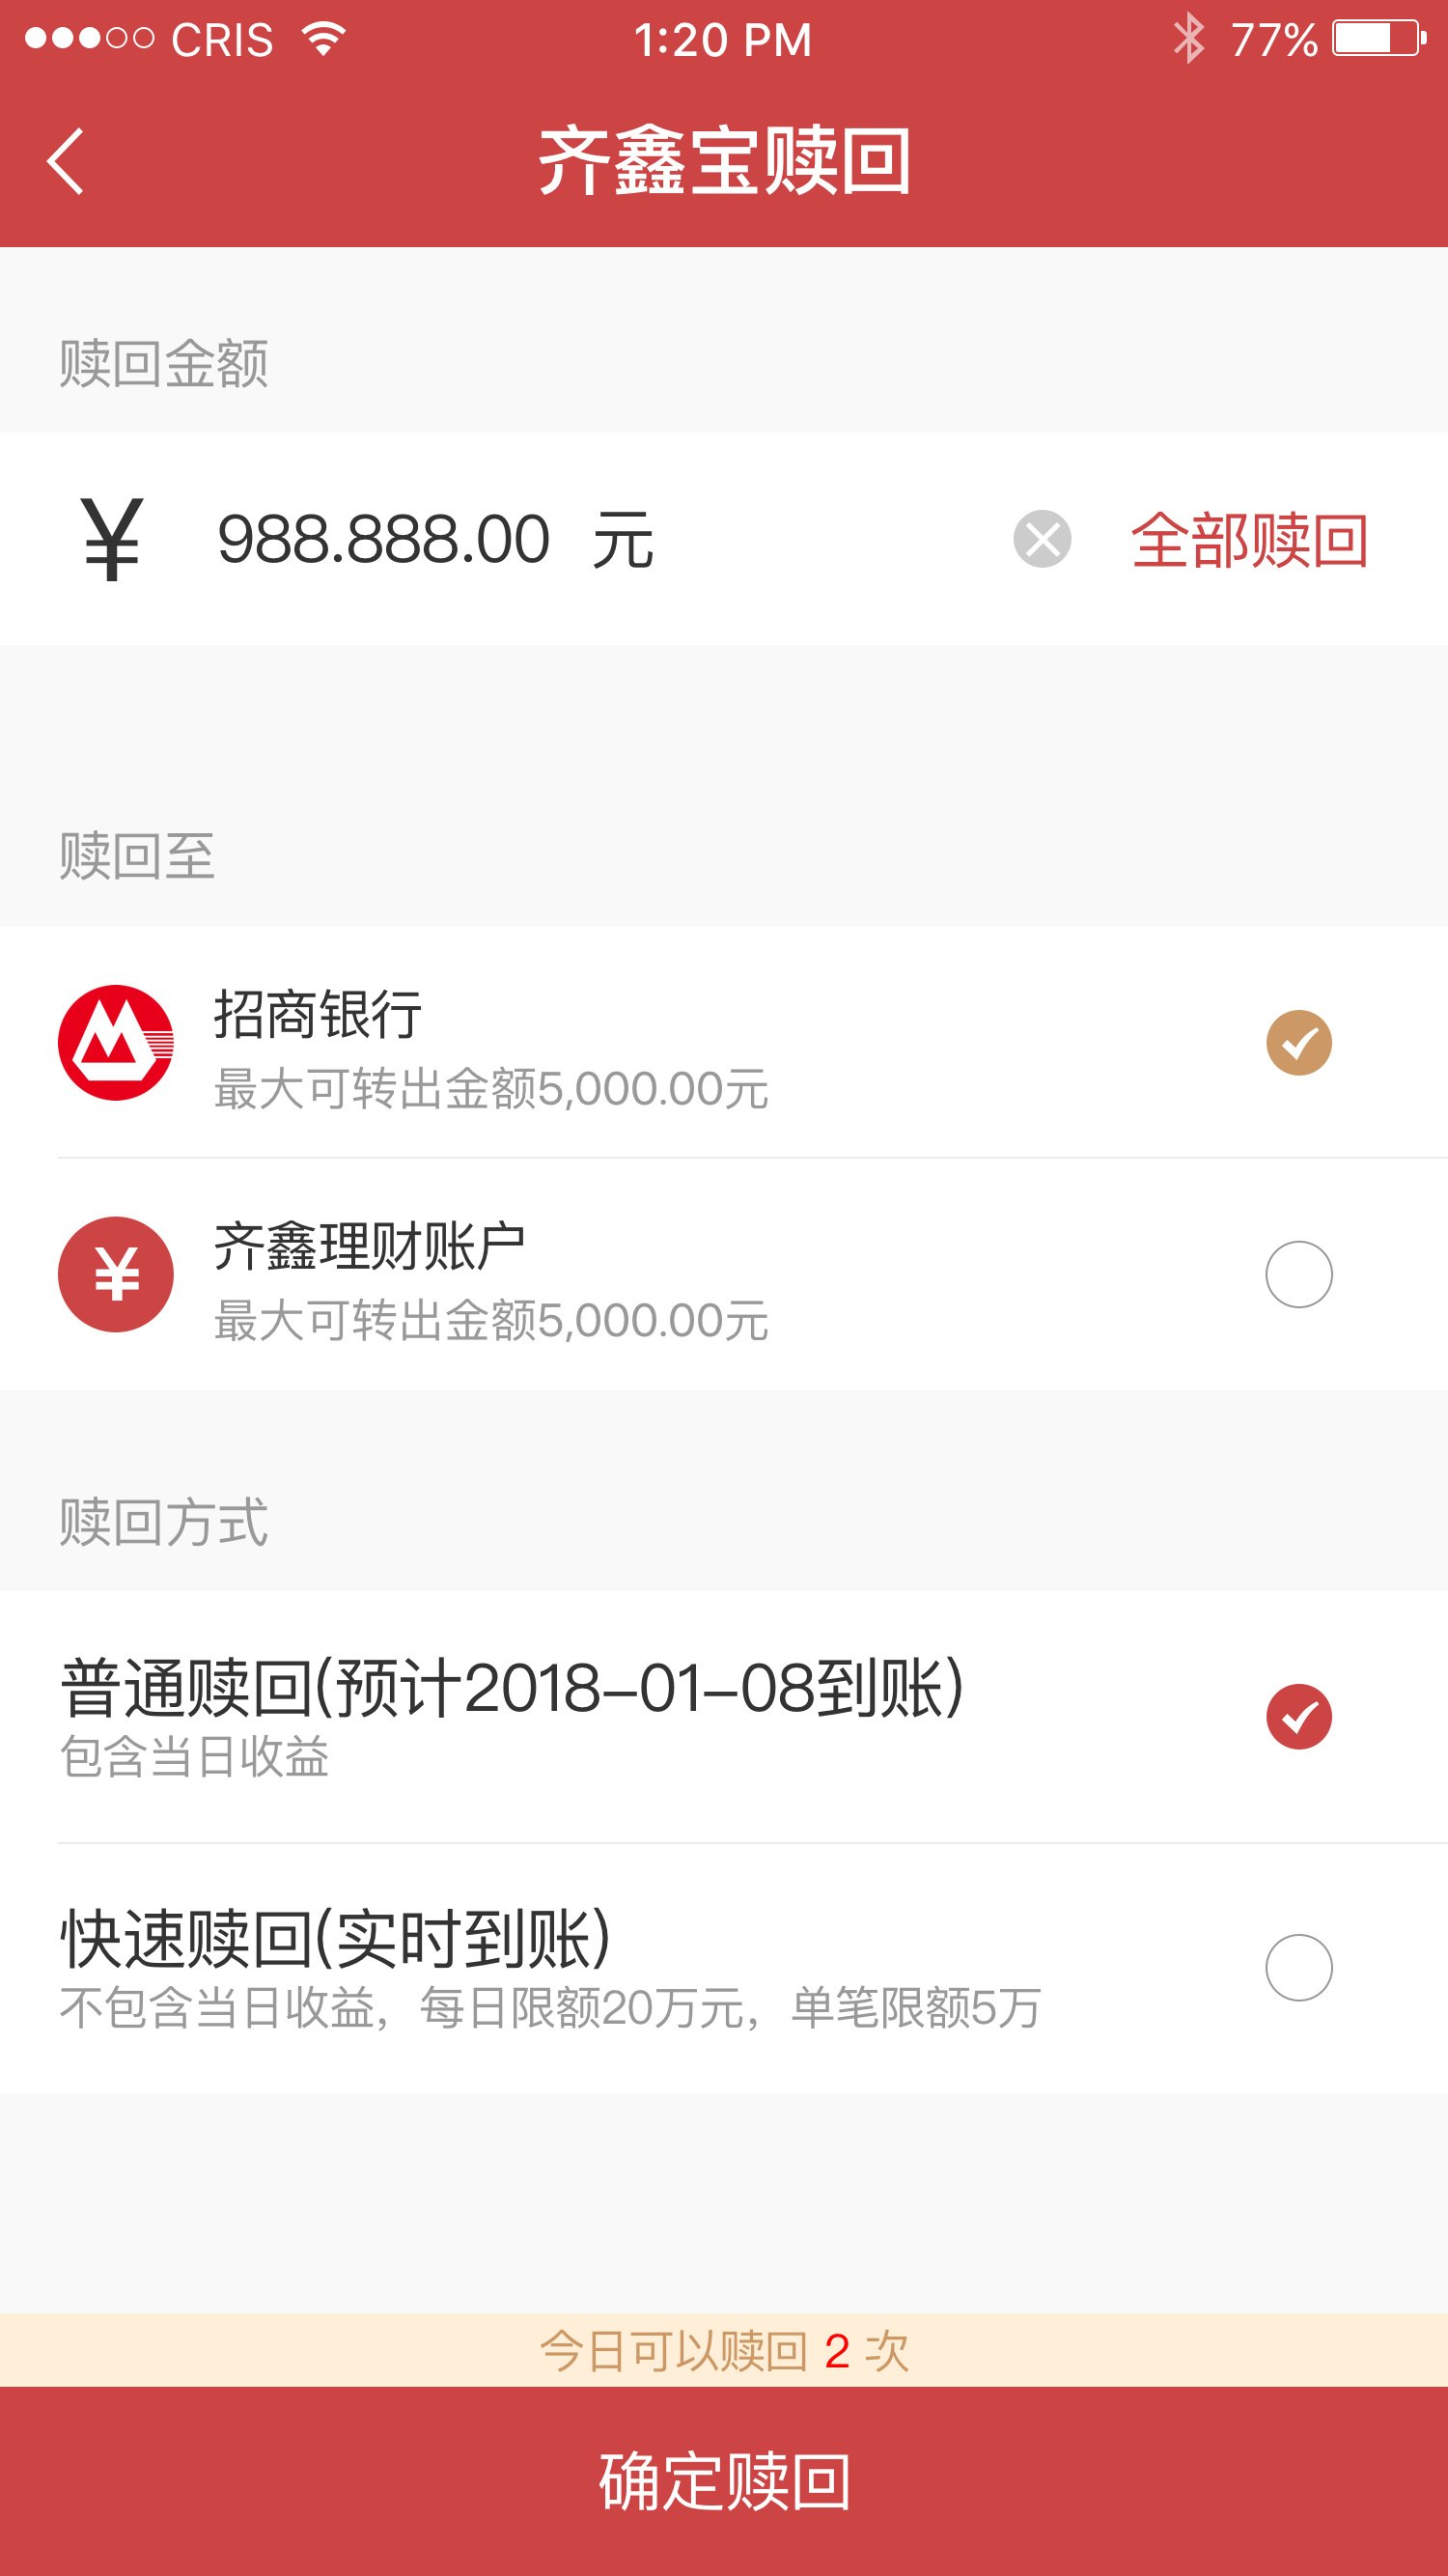 CRIS 1:20 PM 77%
齐鑫宝赎回
赎回金额
¥ 988.888.00 元 全部赎回
赎回至
招商银行
最大可转出金额5,000.00元
¥ 齐鑫理财账户
最大可转出金额5,000.00元
赎回方式
普通赎回(预计2018-01-08到账)
包含当日收益
快速赎回(实时到账)
不包含当日收益，每日限额20万元，单笔限额5万
今日可以赎回 2 次
确定赎回